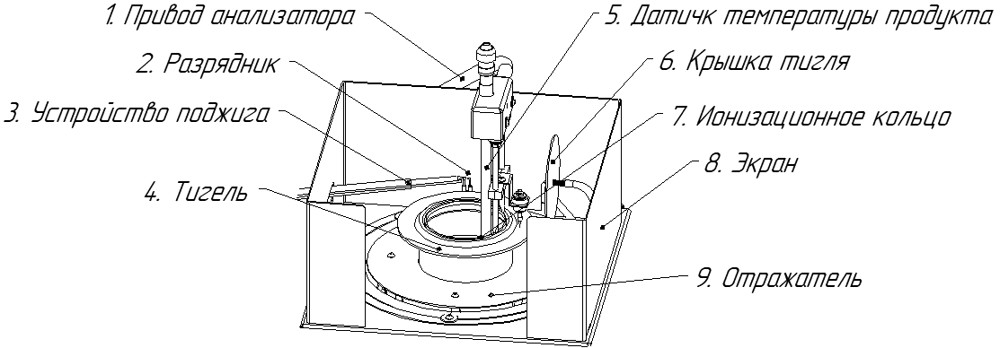 1. Привод анализатора
2. Разрядник
3. Устройство поджига
4. Тигель
5. Датичк температуры продукта
6. Крышка тигля
7. Ионизационное кольцо
8. Экран
9. Отражатель